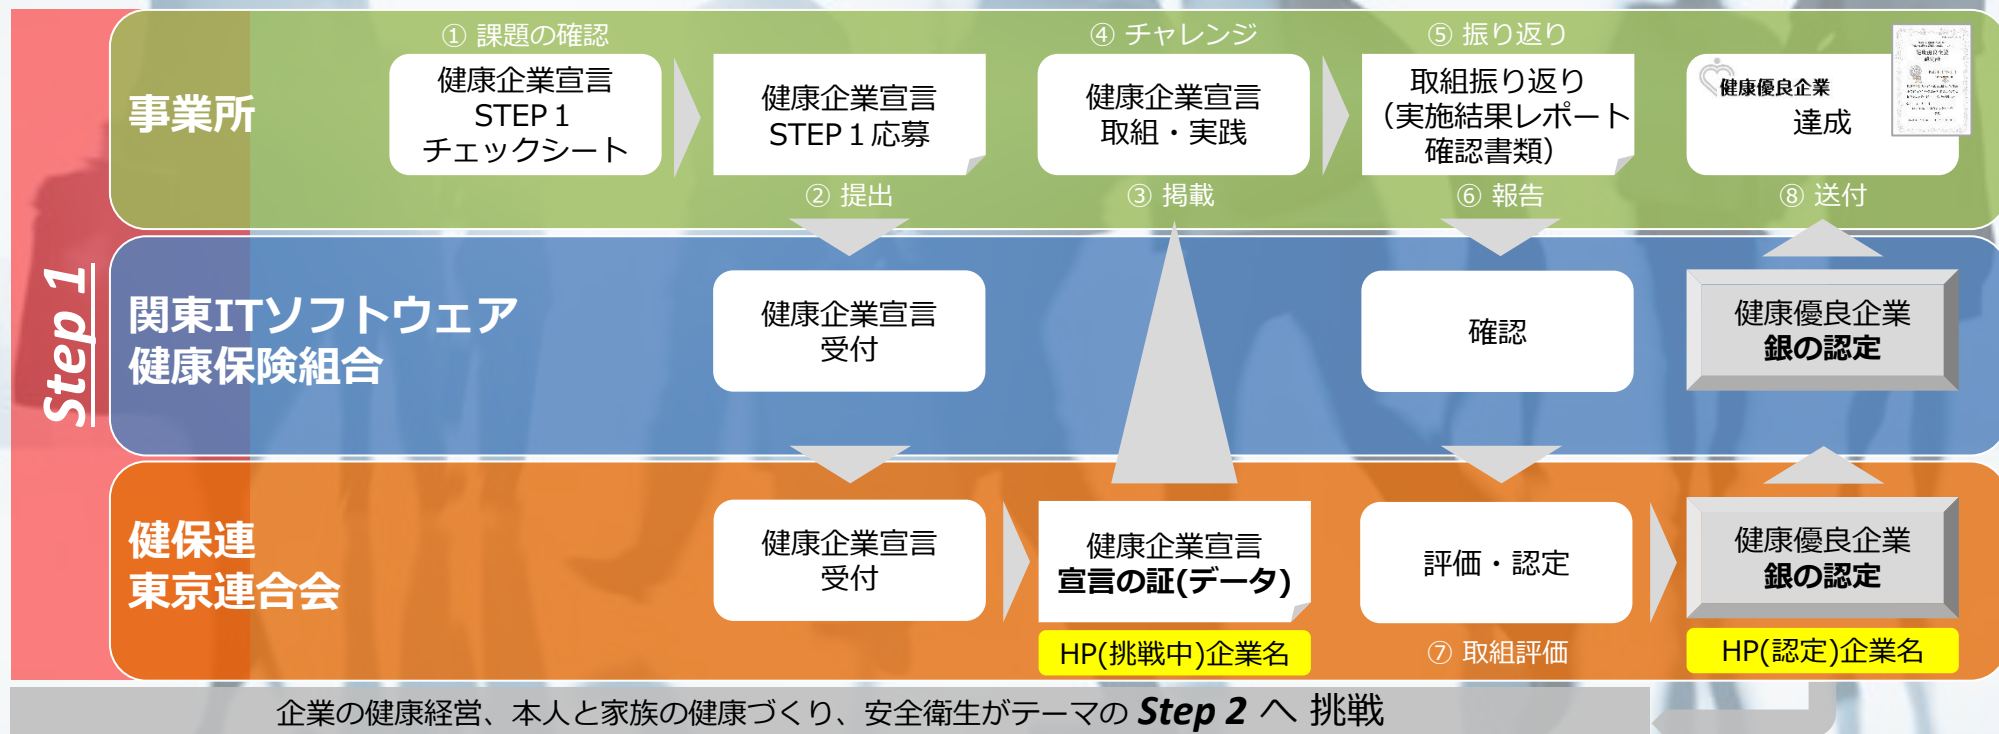 Step 1
事業所
① 課題の確認
健康企業宣言
STEP１
チェックシート
健康企業宣言
STEP１応募
② 提出
④ チャレンジ
健康企業宣言
取組・実践
③ 掲載
⑤ 振り返り
取組振り返り
（実施結果レポート
確認書類）
⑥ 報告
健康優良企業
達成
⑧ 送付
関東ITソフトウェア
健康保険組合
健康企業宣言
受付
確認
健康優良企業
銀の認定
健保連
東京連合会
健康企業宣言
受付
健康企業宣言
宣言の証(データ)
HP(挑戦中)企業名
評価・認定
⑦ 取組評価
健康優良企業
銀の認定
HP(認定)企業名
企業の健康経営、本人と家族の健康づくり、安全衛生がテーマの Step 2 へ 挑戦